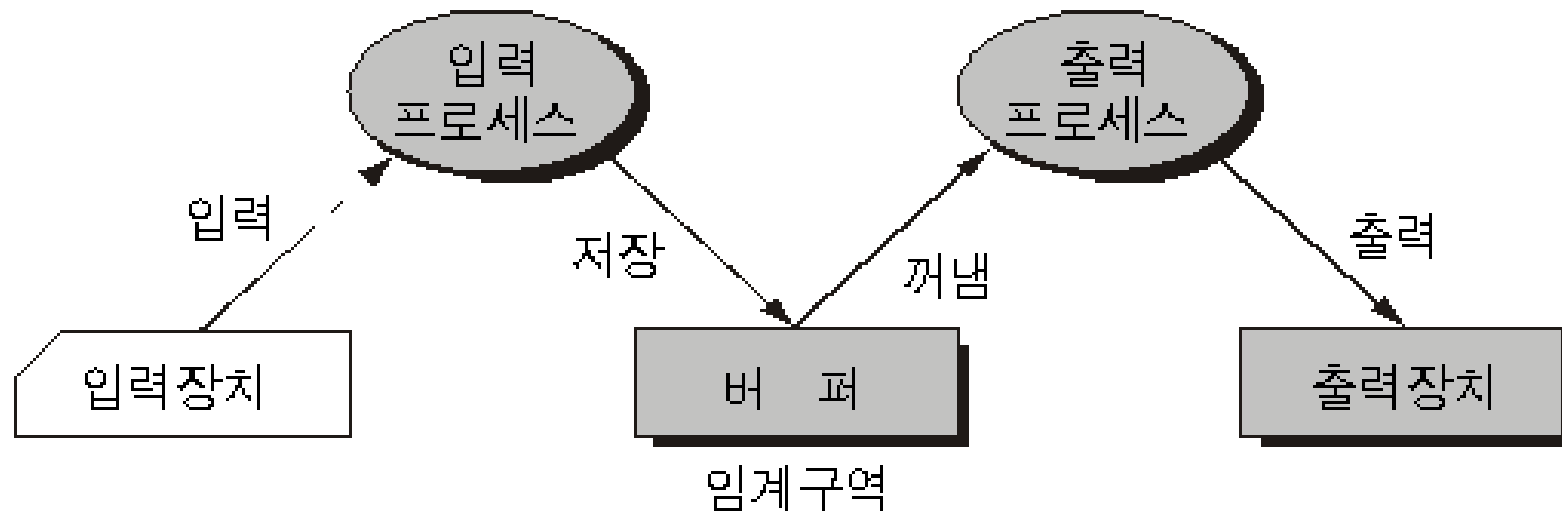 입력
프로세스
출력
프로세스
입력
저장
꺼냄
출력
입력장치
버 퍼
출력장치
임계구역